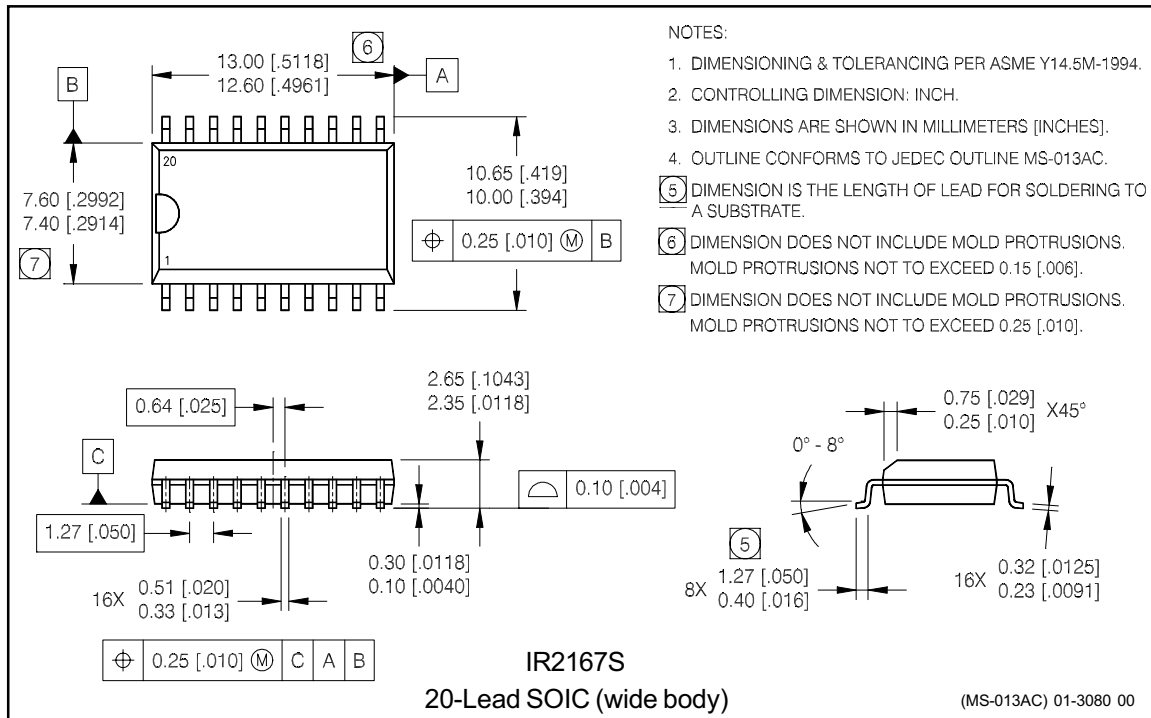 13.00 [.5118]
12.60 [.4961]
6
A
B
20
1
7.60 [.2992]
7.40 [.2914]
7
10.65 [.419]
10.00 [.394]
⌖ 0.25 [.010] Ⓜ B
NOTES:
1. DIMENSIONING & TOLERANCING PER ASME Y14.5M-1994.
2. CONTROLLING DIMENSION: INCH.
3. DIMENSIONS ARE SHOWN IN MILLIMETERS [INCHES].
4. OUTLINE CONFORMS TO JEDEC OUTLINE MS-013AC.
5 DIMENSION IS THE LENGTH OF LEAD FOR SOLDERING TO
A SUBSTRATE.
6 DIMENSION DOES NOT INCLUDE MOLD PROTRUSIONS.
MOLD PROTRUSIONS NOT TO EXCEED 0.15 [.006].
7 DIMENSION DOES NOT INCLUDE MOLD PROTRUSIONS.
MOLD PROTRUSIONS NOT TO EXCEED 0.25 [.010].
0.64 [.025]
2.65 [.1043]
2.35 [.0118]
C
0.10 [.004]
1.27 [.050]
0.30 [.0118]
0.10 [.0040]
16X 0.51 [.020]
0.33 [.013]
⌖ 0.25 [.010] Ⓜ C A B
0.75 [.029]
0.25 [.010] X45°
0° - 8°
5
8X 1.27 [.050]
0.40 [.016]
16X 0.32 [.0125]
0.23 [.0091]
IR2167S
20-Lead SOIC (wide body)
(MS-013AC) 01-3080 00